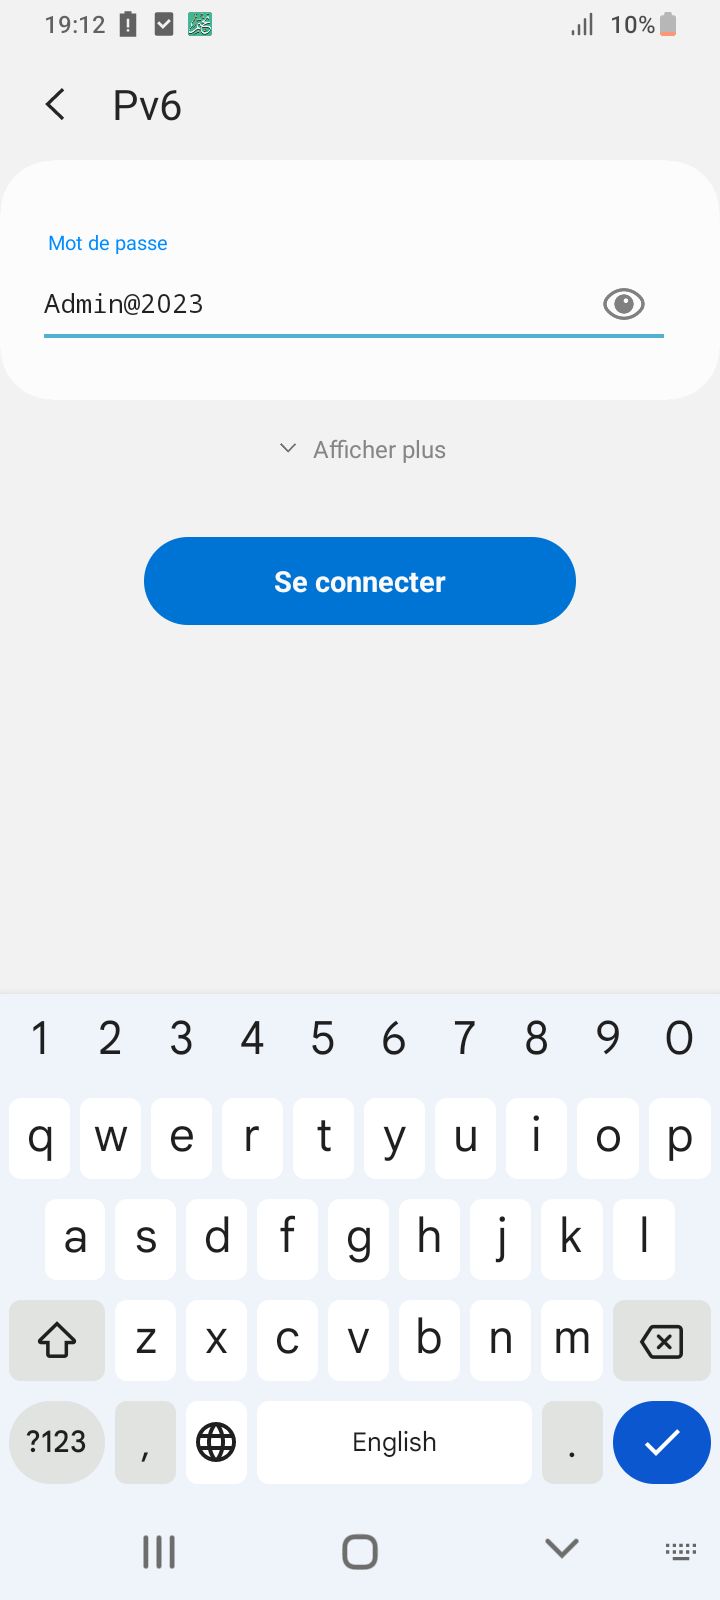 19:12 10%
Pv6
Mot de passe
Admin@2023
Afficher plus
Se connecter
1 2 3 4 5 6 7 8 9 0
q w e r t y u i o p
a s d f g h j k l
z x c v b n m
?123 , English .